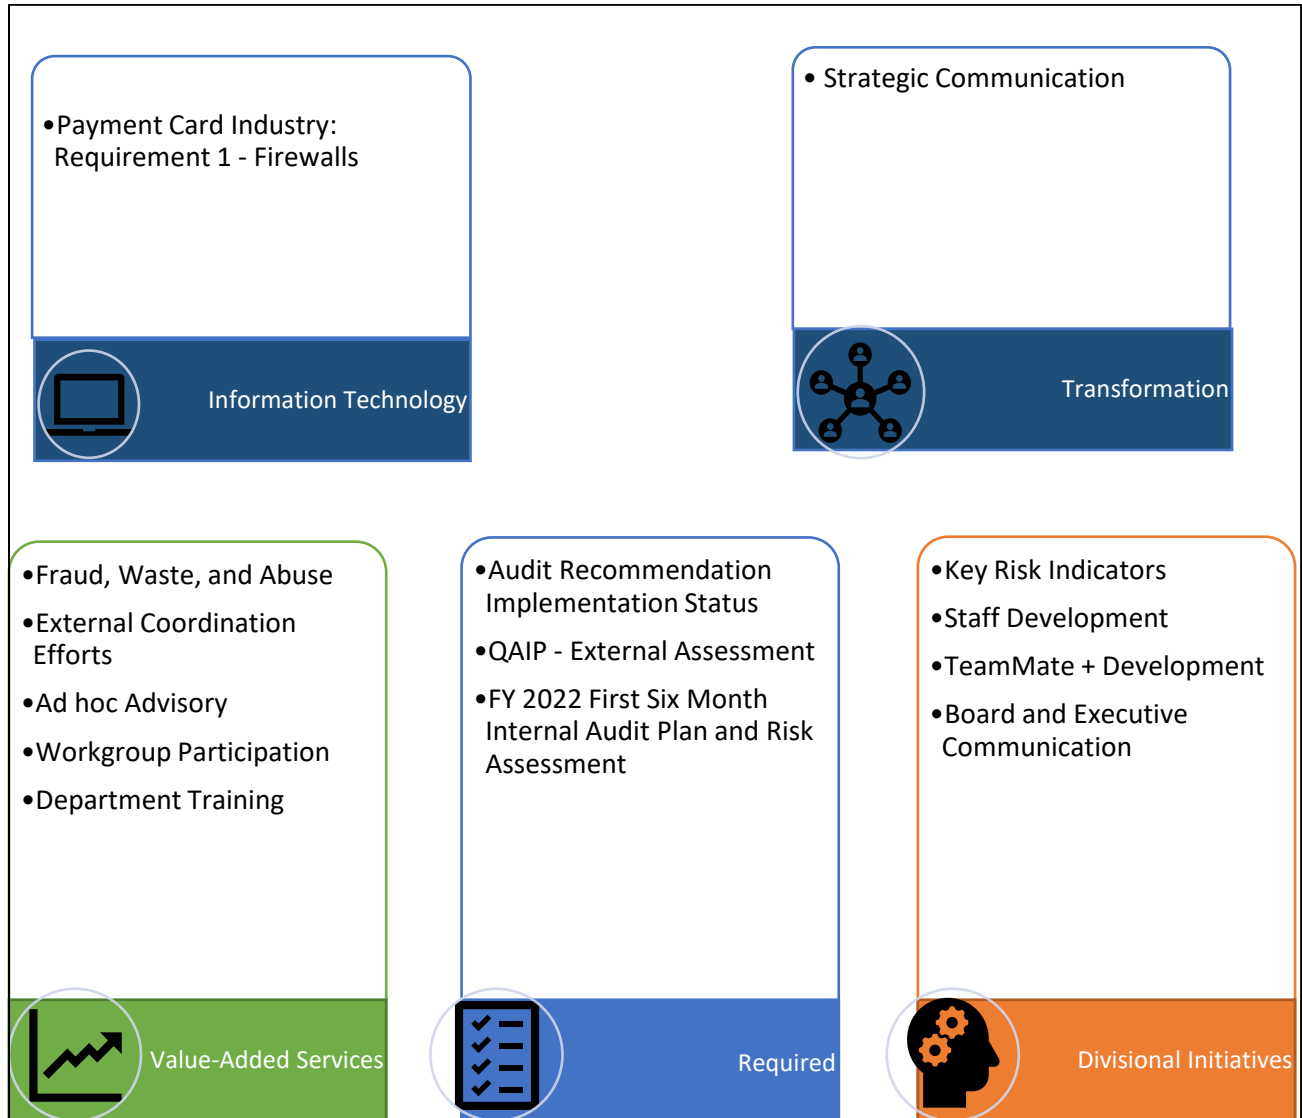 •Payment Card Industry:
Requirement 1 - Firewalls
Information Technology
• Strategic Communication
Transformation
•Fraud, Waste, and Abuse
•External Coordination
Efforts
•Ad hoc Advisory
•Workgroup Participation
•Department Training
Value-Added Services
•Audit Recommendation
Implementation Status
•QAIP - External Assessment
•FY 2022 First Six Month
Internal Audit Plan and Risk
Assessment
Required
•Key Risk Indicators
•Staff Development
•TeamMate + Development
•Board and Executive
Communication
Divisional Initiatives